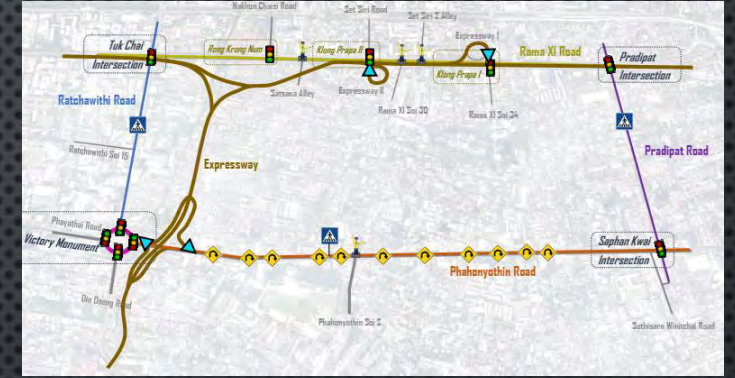 Nakhon Chaisi Road
Set Siri Road
Set Siri 2 Alley
Expressway I
Tuk Chai
Intersection
Rong Krong Nam
Klong Prapa II
Rama XI Road
Klong Prapa I
Pradipat
Intersection
Satsana Alley
Expressway II
Rama XI Soi 30
Rama XI Soi 34
Ratchawithi Road
Ratchawithi Soi 15
Expressway
Pradipat Road
Phayathai Road
Victory Monument
Din Daeng Road
Phahonyothin Road
Saphan Kwai
Intersection
Phahonyothin Soi 2
Suthisarn Winitchai Road